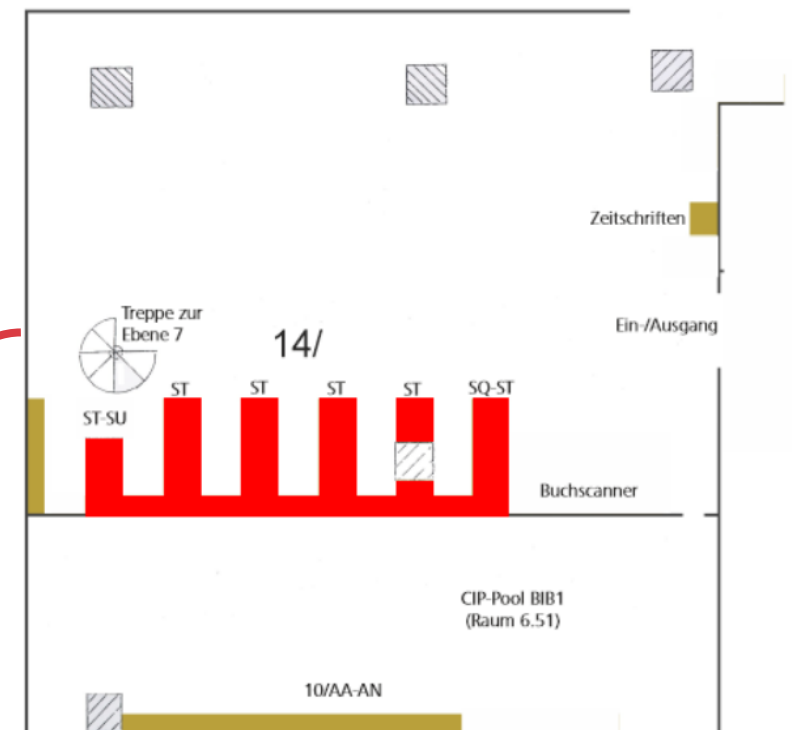 Zeitschriften
Treppe zur
Ebene 7
Ein-/Ausgang
14/
ST
ST
ST
ST
SQ-ST
ST-SU
Buchscanner
CIP-Pool BIB1
(Raum 6.51)
10/AA-AN